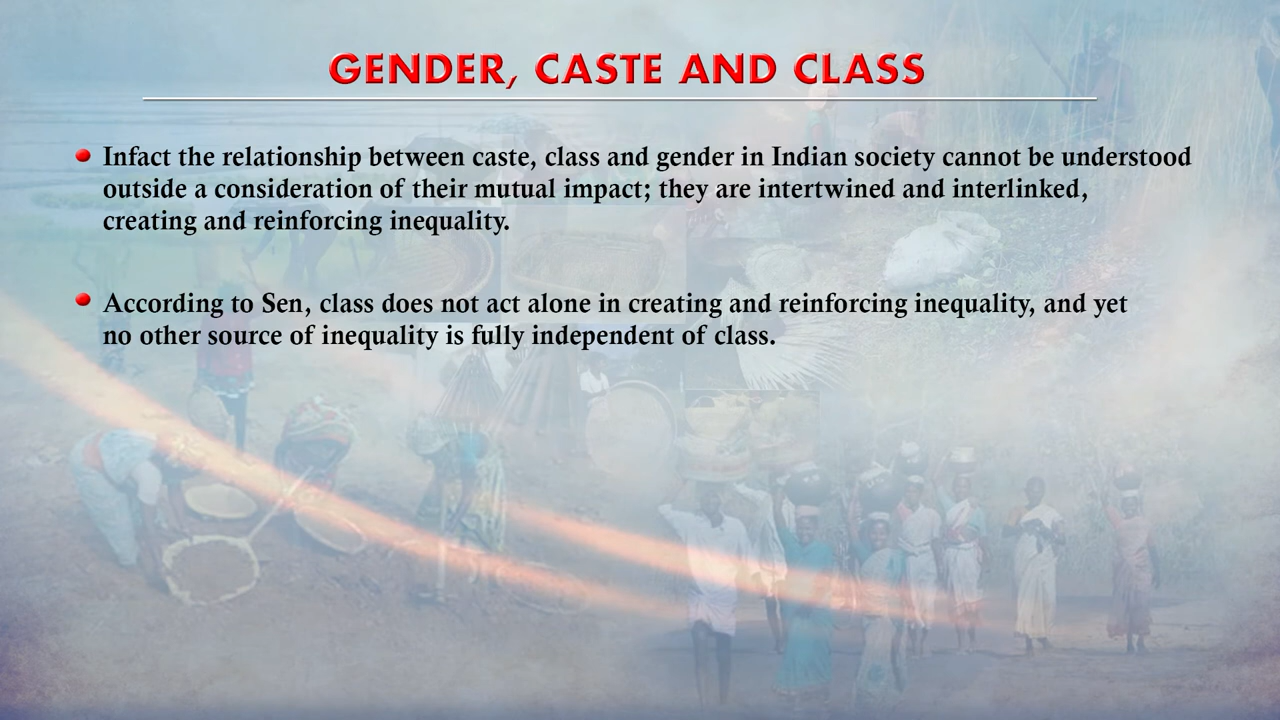 GENDER, CASTE AND CLASS
Infact the relationship between caste, class and gender in Indian society cannot be understood
outside a consideration of their mutual impact; they are intertwined and interlinked,
creating and reinforcing inequality.
According to Sen, class does not act alone in creating and reinforcing inequality, and yet
no other source of inequality is fully independent of class.